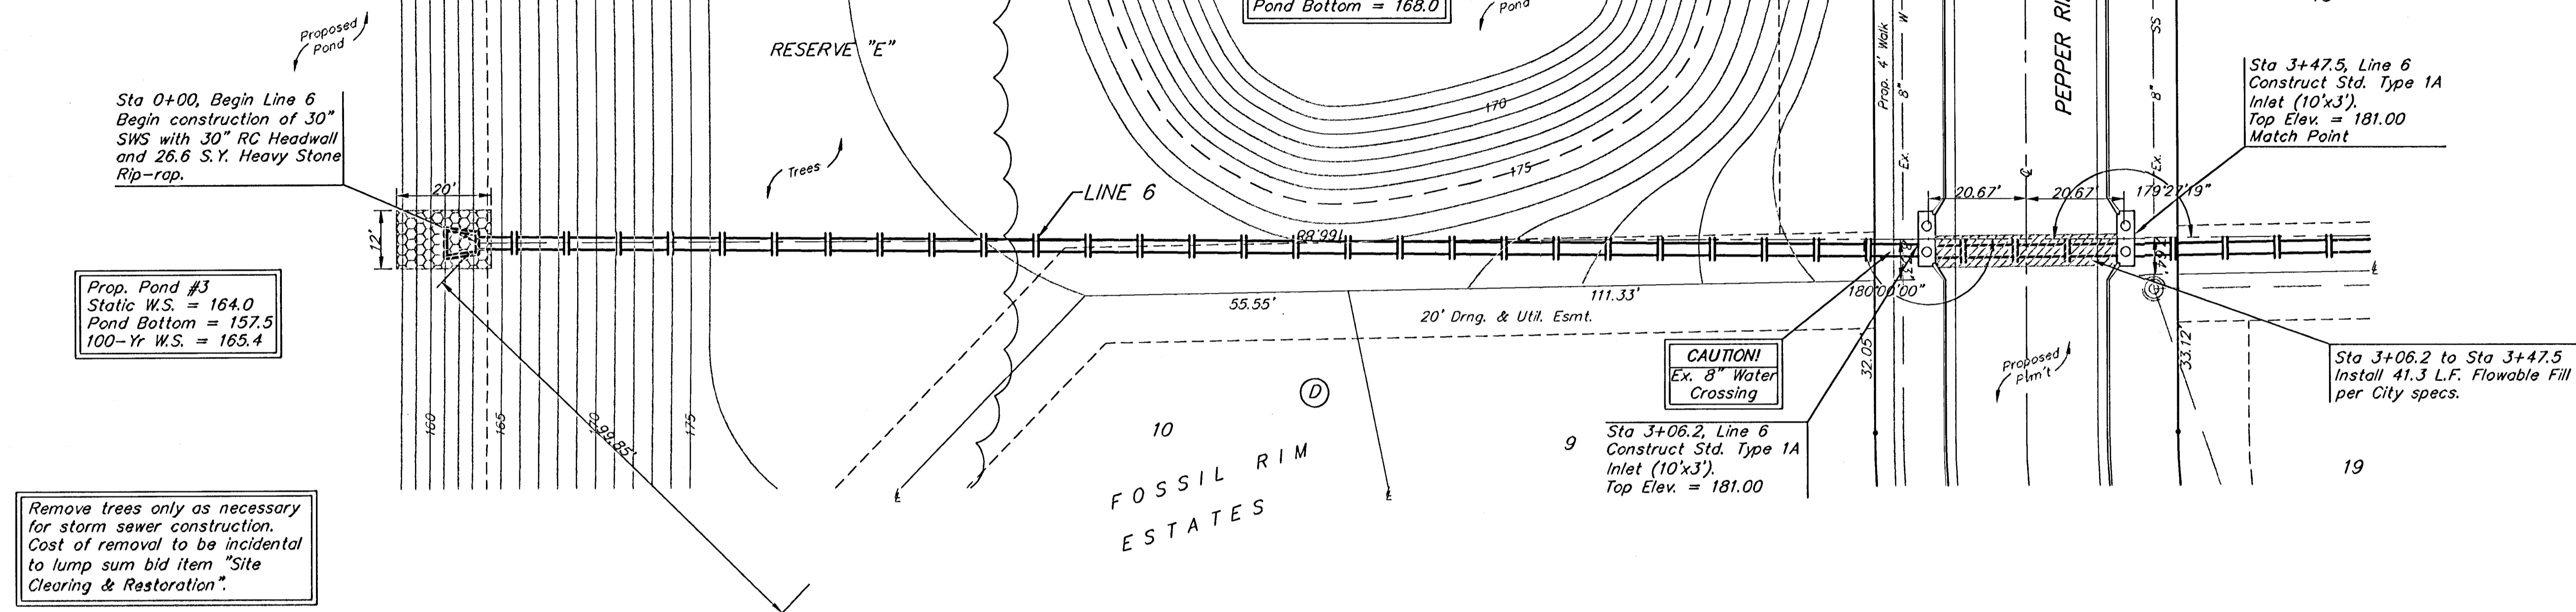 Proposed
Pond
RESERVE "E"
Pond Bottom = 168.0
Pond
Sta 0+00, Begin Line 6
Begin construction of 30"
SWS with 30" RC Headwall
and 26.6 S.Y. Heavy Stone
Rip-rap.
20'
12'
Trees
LINE 6
170
175
199.88'
Prop. 4' Walk
Ex. 8" W
PEPPER RI
Ex. 8" SS
Sta 3+47.5, Line 6
Construct Std. Type 1A
Inlet (10'x3').
Top Elev. = 181.00
Match Point
20.67'
20.67'
179°27'19"
180°00'00"
Prop. Pond #3
Static W.S. = 164.0
Pond Bottom = 157.5
100-Yr W.S. = 165.4
55.55'
111.33'
20' Drng. & Util. Esmt.
CAUTION!
Ex. 8" Water
Crossing
32.05'
33.12'
Proposed
P'm't
Sta 3+06.2 to Sta 3+47.5
Install 41.3 L.F. Flowable Fill
per City specs.
160
165
170
175
D
10
9
19
FOSSIL RIM
ESTATES
Sta 3+06.2, Line 6
Construct Std. Type 1A
Inlet (10'x3').
Top Elev. = 181.00
Remove trees only as necessary
for storm sewer construction.
Cost of removal to be incidental
to lump sum bid item "Site
Clearing & Restoration".